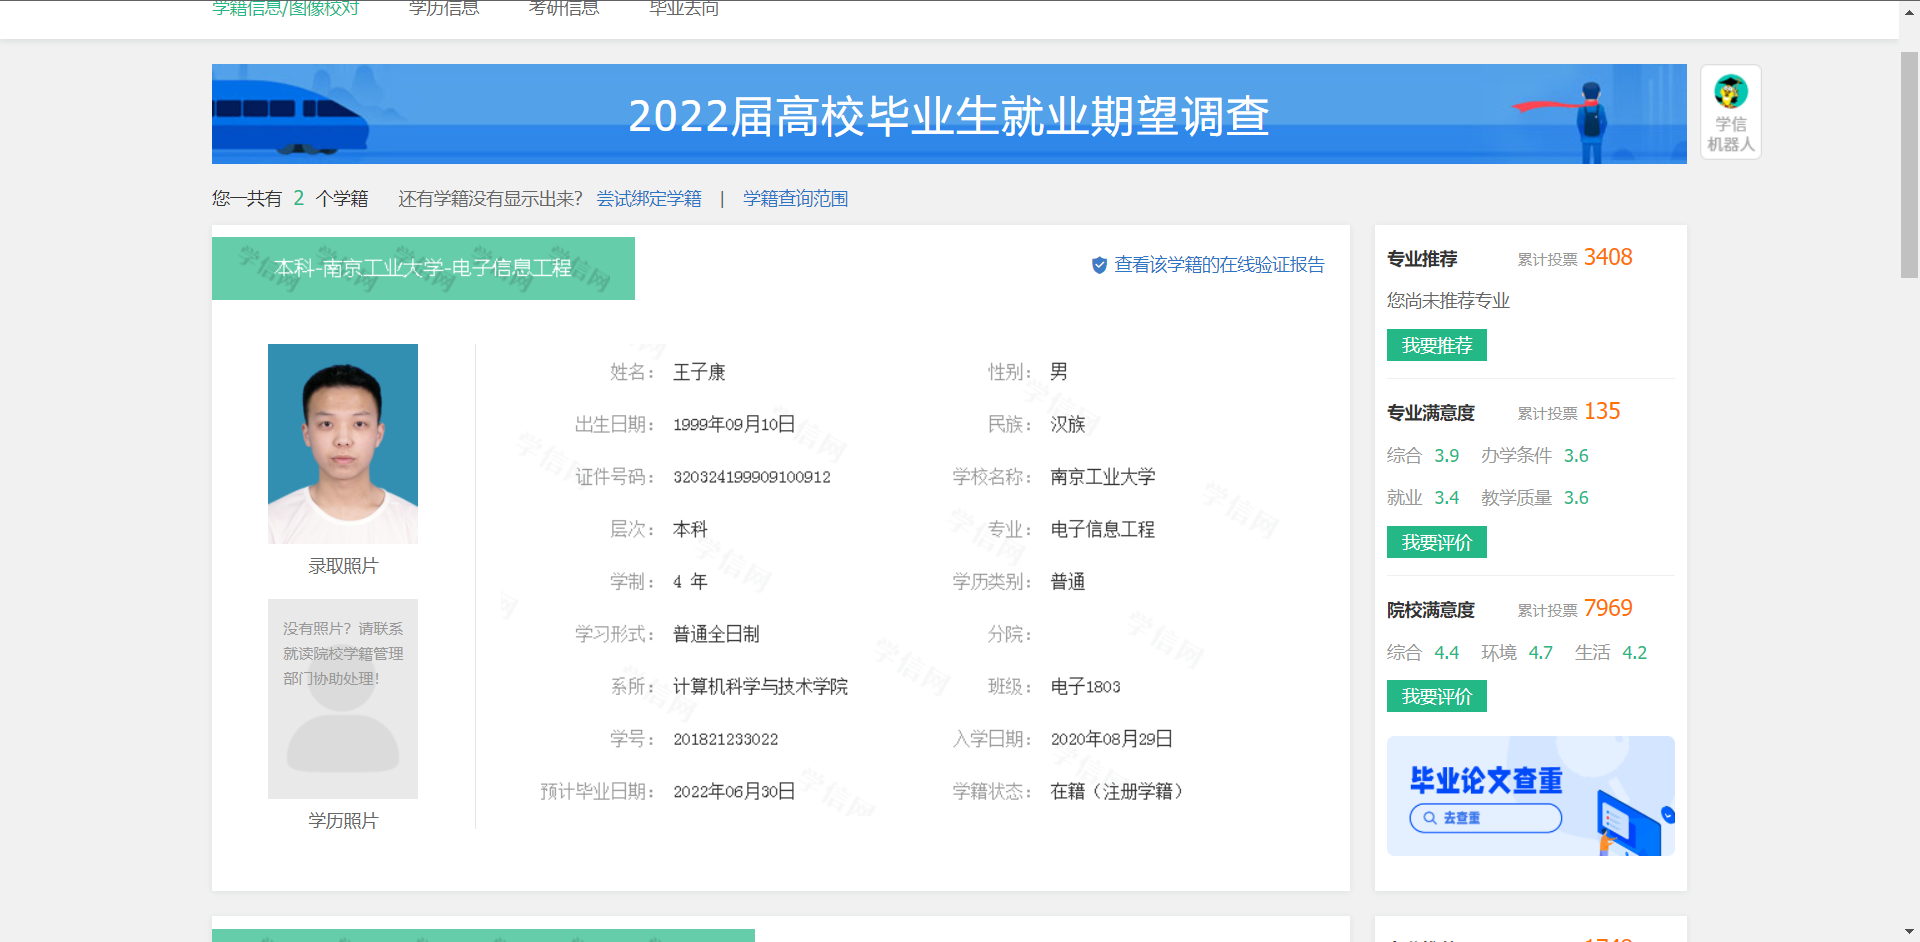 学籍信息/图像校对 学历信息 考研信息 毕业去向
2022届高校毕业生就业期望调查
学信
机器人
您一共有 2 个学籍 还有学籍没有显示出来？ 尝试绑定学籍 | 学籍查询范围
本科-南京工业大学-电子信息工程
查看该学籍的在线验证报告
录取照片
没有照片？请联系
就读院校学籍管理
部门协助处理！
学历照片
姓名： 王子康 性别： 男
出生日期： 1999年09月10日 民族： 汉族
证件号码： 320324199909100912 学校名称： 南京工业大学
层次： 本科 专业： 电子信息工程
学制： 4 年 学历类别： 普通
学习形式： 普通全日制 分院：
系所： 计算机科学与技术学院 班级： 电子1803
学号： 201821233022 入学日期： 2020年08月29日
预计毕业日期： 2022年06月30日 学籍状态： 在籍（注册学籍）
专业推荐 累计投票 3408
您尚未推荐专业
我要推荐
专业满意度 累计投票 135
综合 3.9 办学条件 3.6
就业 3.4 教学质量 3.6
我要评价
院校满意度 累计投票 7969
综合 4.4 环境 4.7 生活 4.2
我要评价
毕业论文查重
去查重